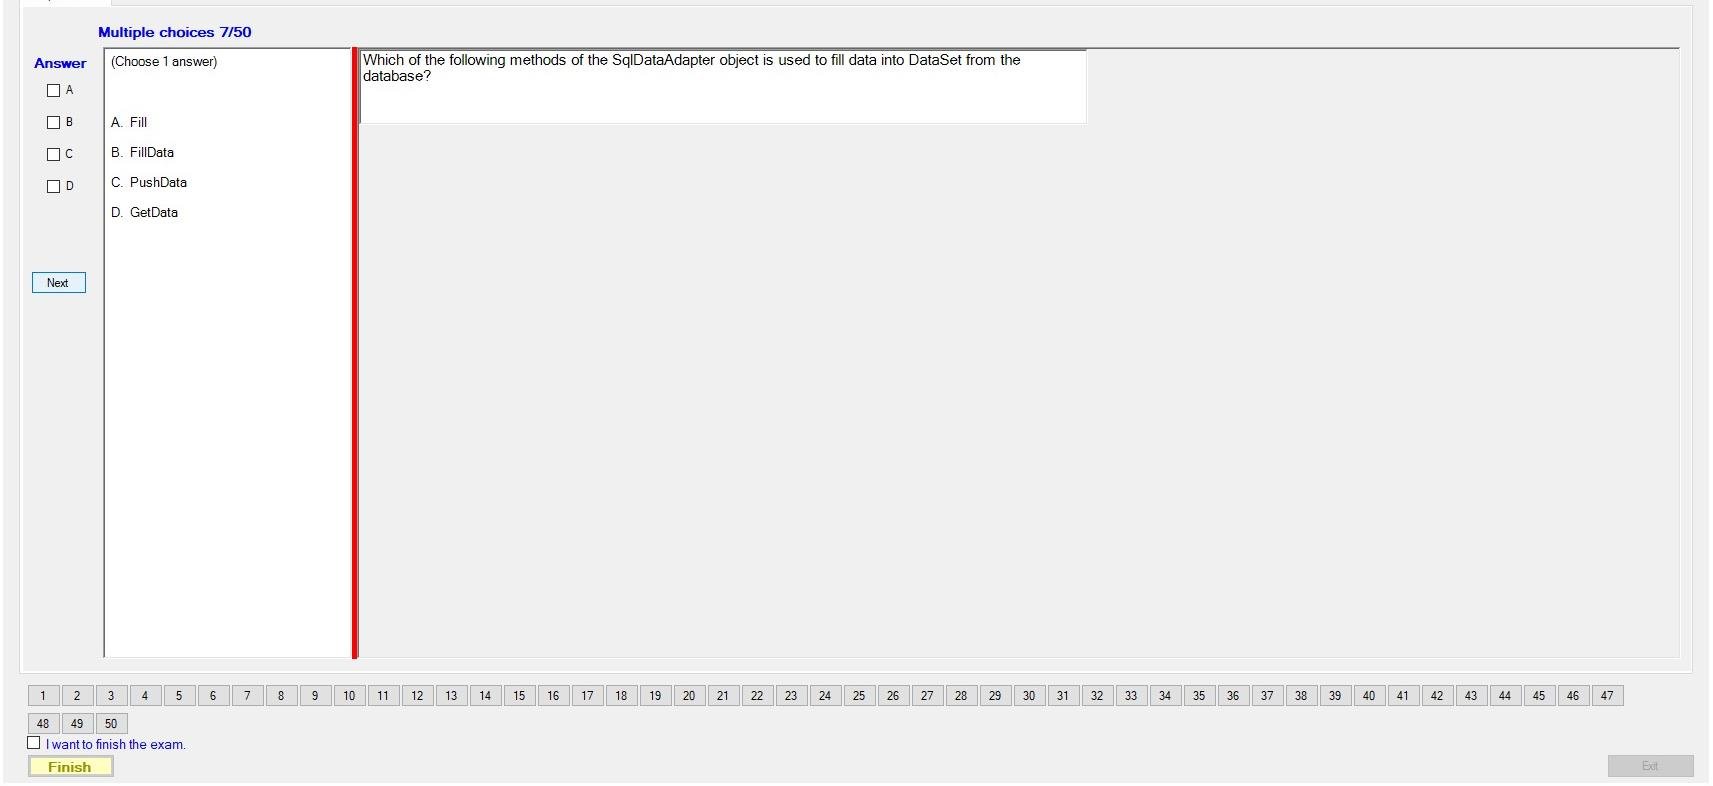 Multiple choices 7/50
Answer
A
B
C
D
Next
(Choose 1 answer)
A. Fill
B. FillData
C. PushData
D. GetData
Which of the following methods of the SqlDataAdapter object is used to fill data into DataSet from the
database?
1 2 3 4 5 6 7 8 9 10 11 12 13 14 15 16 17 18 19 20 21 22 23 24 25 26 27 28 29 30 31 32 33 34 35 36 37 38 39 40 41 42 43 44 45 46 47
48 49 50
I want to finish the exam.
Finish
Exit